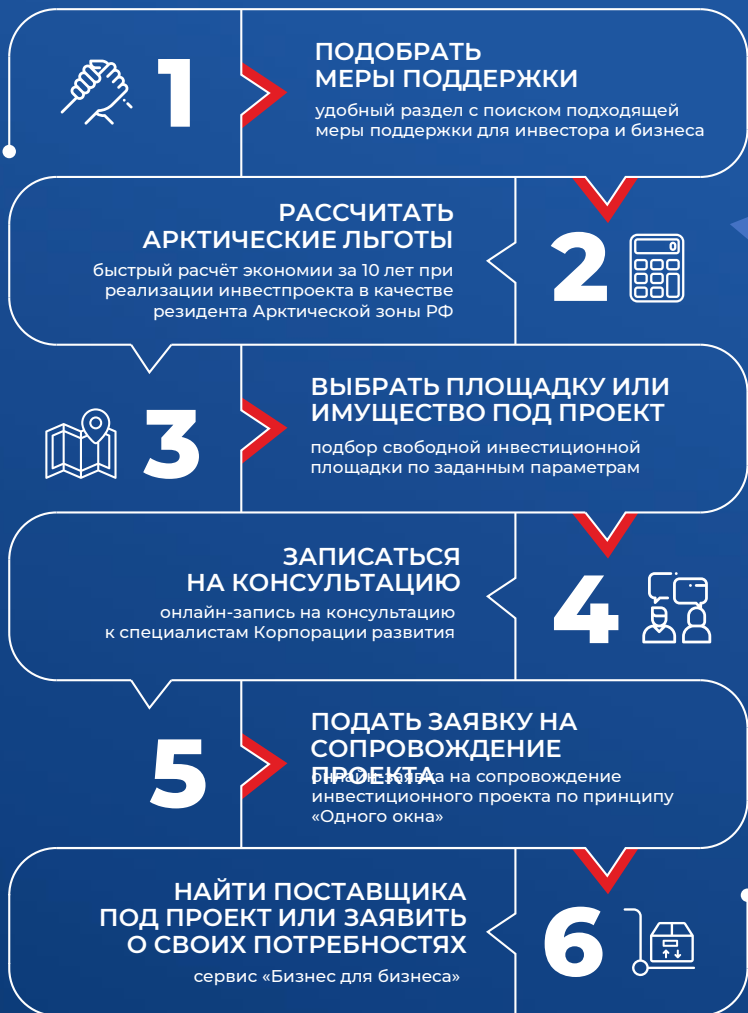 1
ПОДОБРАТЬ
МЕРЫ ПОДДЕРЖКИ
удобный раздел с поиском подходящей
меры поддержки для инвестора и бизнеса
РАССЧИТАТЬ
АРКТИЧЕСКИЕ ЛЬГОТЫ
быстрый расчёт экономии за 10 лет при
реализации инвестпроекта в качестве
резидента Арктической зоны РФ
2
0
3
ВЫБРАТЬ ПЛОЩАДКУ ИЛИ
ИМУЩЕСТВО ПОД ПРОЕКТ
подбор свободной инвестиционной
площадки по заданным параметрам
ЗАПИСАТЬСЯ
НА КОНСУЛЬТАЦИЮ
онлайн-запись на консультацию
к специалистам Корпорации развития
4
5
ПОДАТЬ ЗАЯВКУ НА
СОПРОВОЖДЕНИЕ
ПРОЕКТА
онлайн-заявка на сопровождение
инвестиционного проекта по принципу
«Одного окна»
НАЙТИ ПОСТАВЩИКА
ПОД ПРОЕКТ ИЛИ ЗАЯВИТЬ
О СВОИХ ПОТРЕБНОСТЯХ
сервис «Бизнес для бизнеса»
6